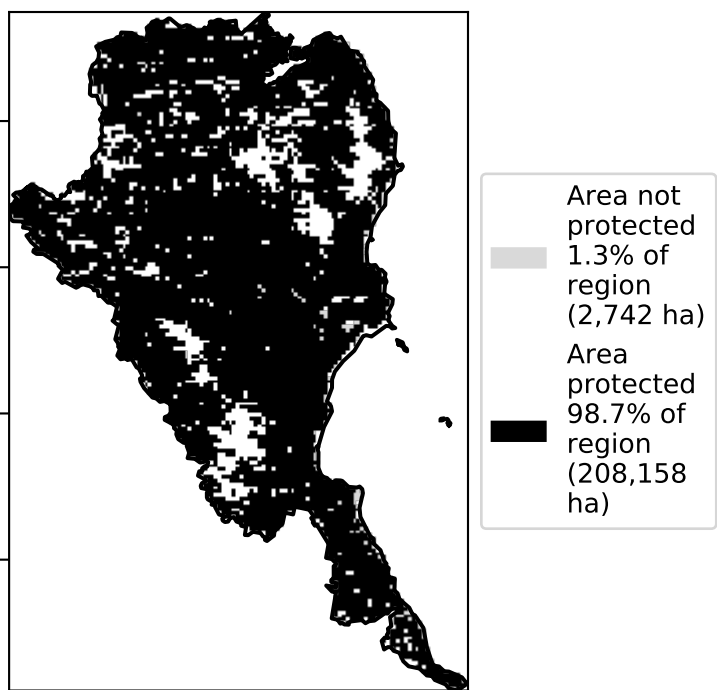 Area not
protected
1.3% of
region
(2,742 ha)
Area
protected
98.7% of
region
(208,158
ha)